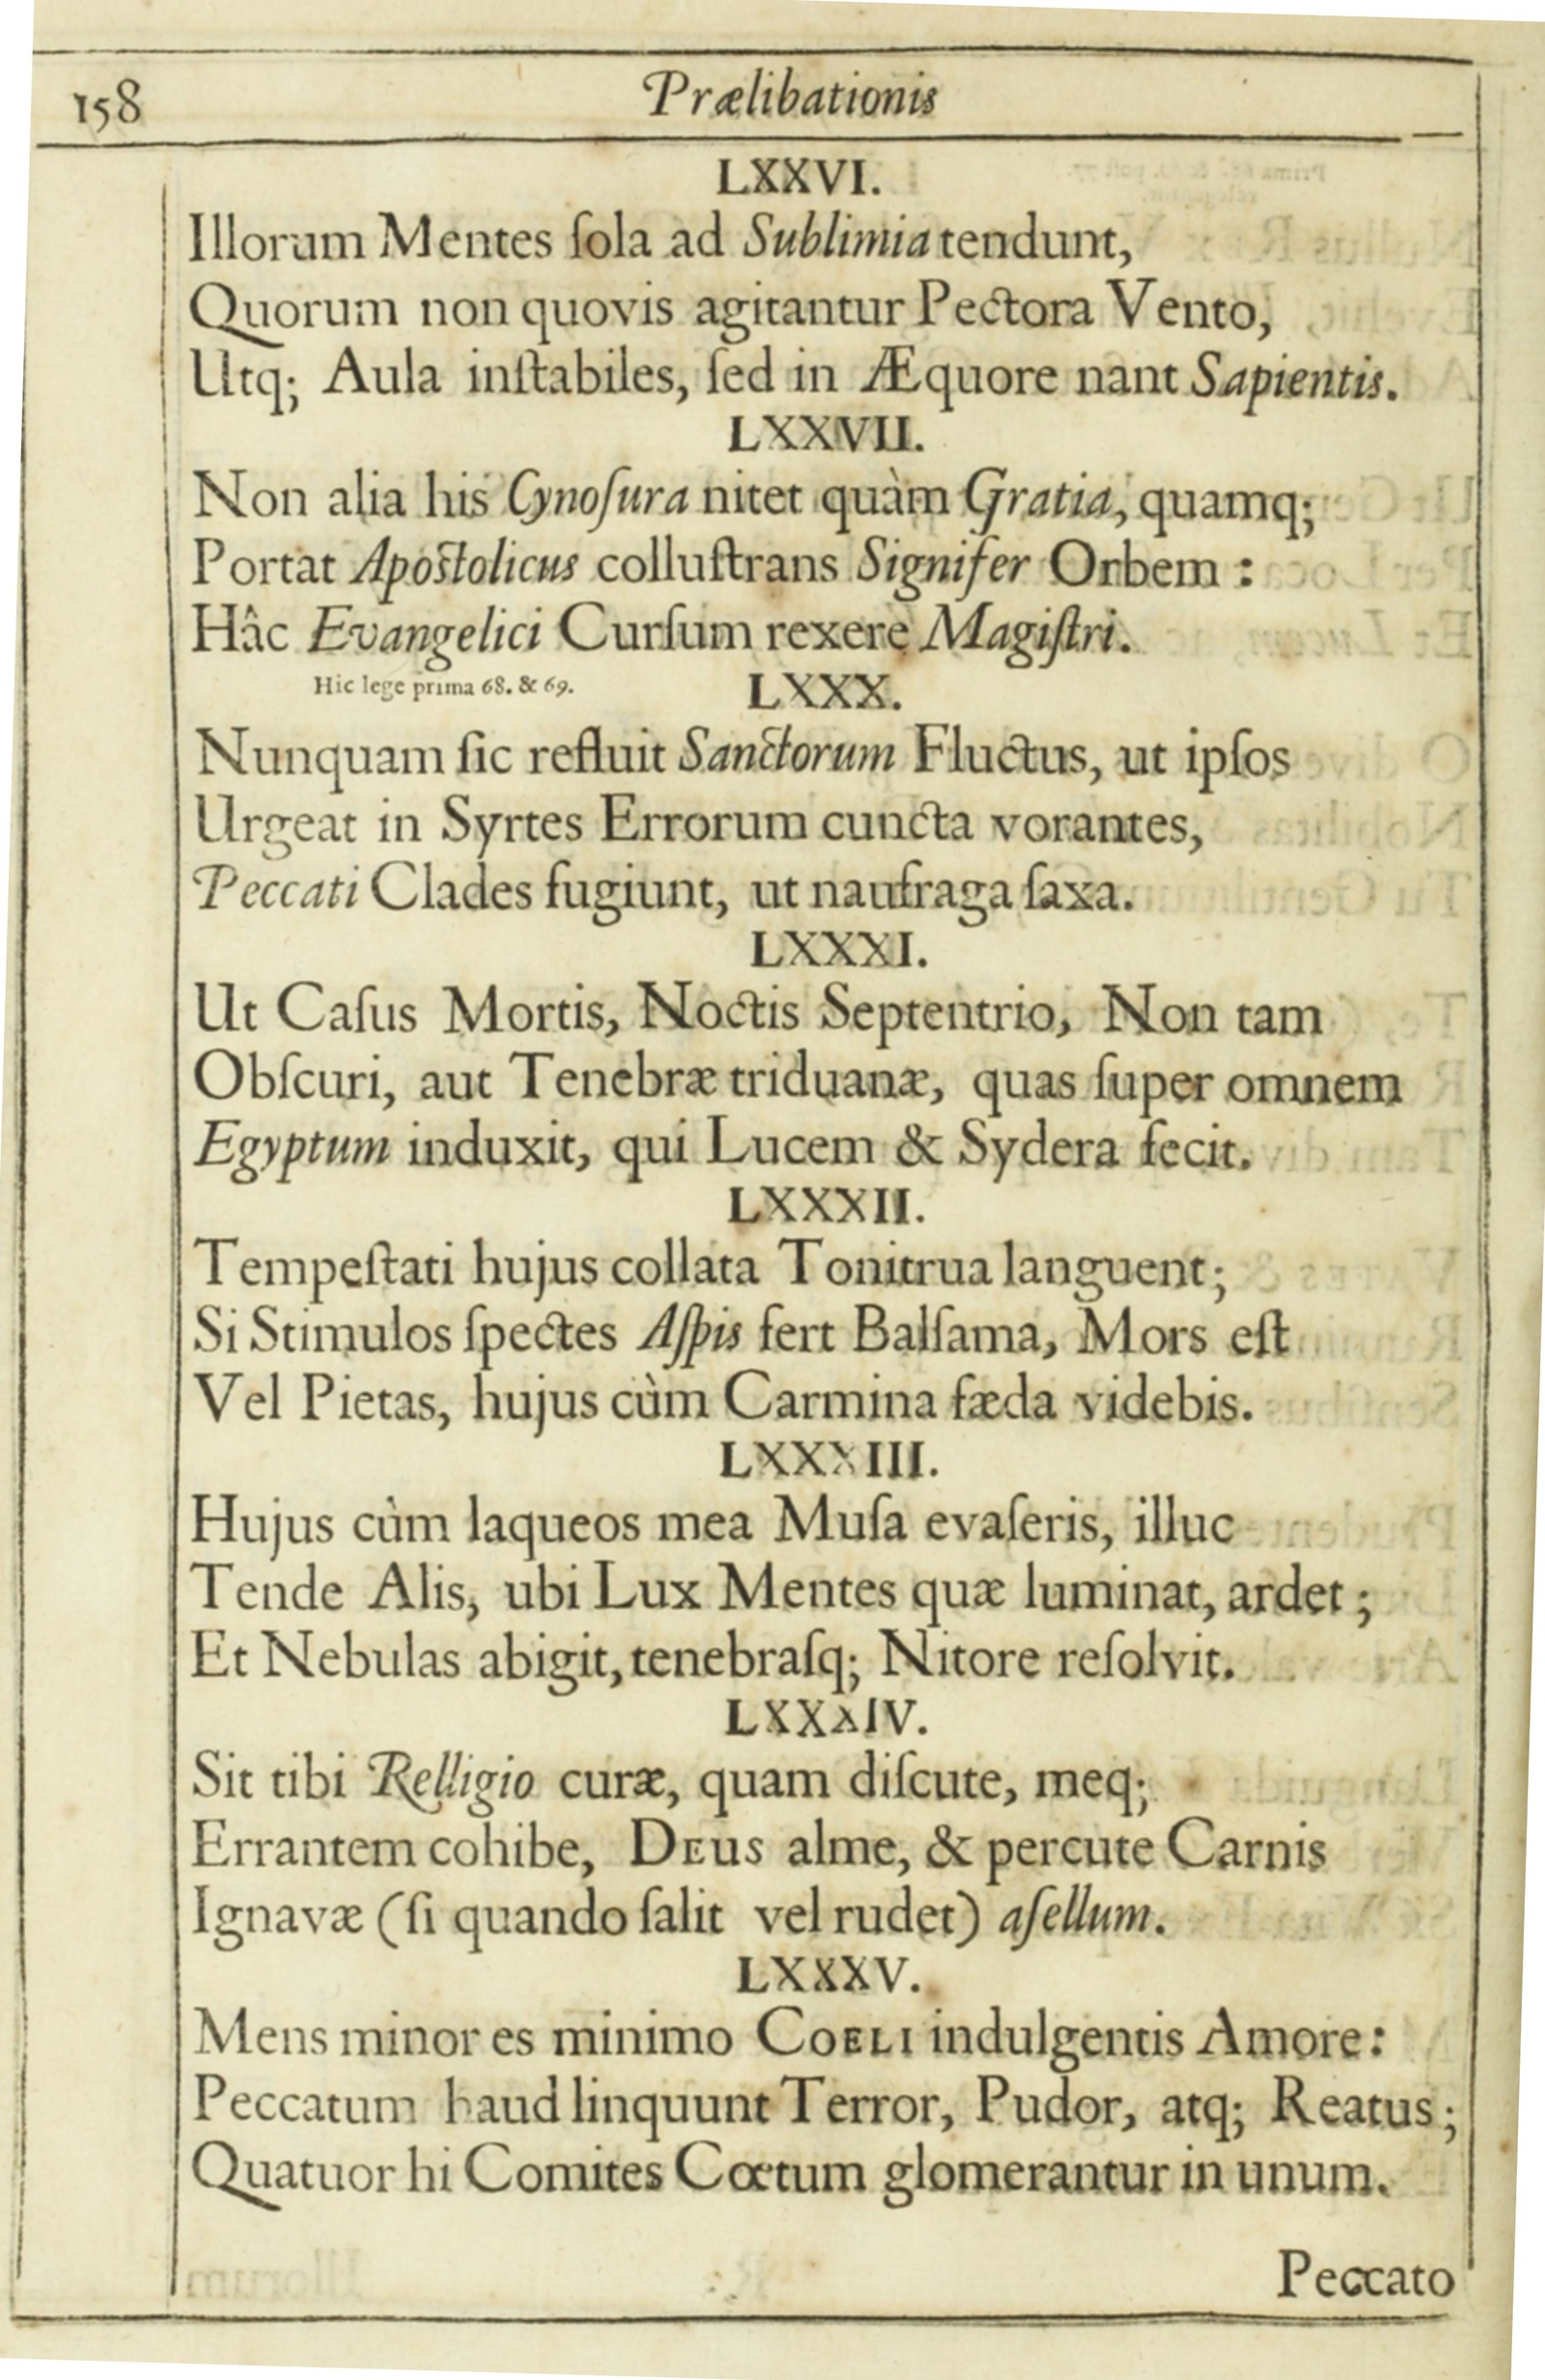 158
Prælibationis
LXXVI.
Illorum Mentes ſola ad Sublimia tendunt,
Quorum non quovis agitantur Pectora Vento,
Utq; Aula inſtabiles, ſed in Æquore nant Sapientis.
LXXVII.
Non alia his Cynoſura nitet quàm Gratia, quamq;
Portat Apostolicus colluſtrans Signifer Orbem :
Hâc Evangelici Curſum rexere Magiſtri.
Hic lege prima 68. & 69.
LXXX.
Nunquam ſic refluit Sanctorum Fluctus, ut ipſos
Urgeat in Syrtes Errorum cuncta vorantes,
Peccati Clades fugiunt, ut naufraga ſaxa.
LXXXI.
Ut Caſus Mortis, Noctis Septentrio, Non tam
Obſcuri, aut Tenebræ triduanæ, quas ſuper omnem
Egyptum induxit, qui Lucem & Sydera fecit.
LXXXII.
Tempeſtati hujus collata Tonitrua languent;
Si Stimulos ſpectes Aſpis fert Balſama, Mors eſt
Vel Pietas, hujus cùm Carmina fæda videbis.
LXXXIII.
Hujus cùm laqueos mea Muſa evaſeris, illuc
Tende Alis, ubi Lux Mentes quæ luminat, ardet ;
Et Nebulas abigit, tenebraſq; Nitore reſolvit.
LXXXIV.
Sit tibi Relligio curæ, quam diſcute, meq;
Errantem cohibe, DEUS alme, & percute Carnis
Ignavæ (ſi quando ſalit vel rudet) aſellum.
LXXXV.
Mens minor es minimo COELI indulgentis Amore:
Peccatum haud linquunt Terror, Pudor, atq; Reatus;
Quatuor hi Comites Cœtum glomerantur in unum.
Peccato